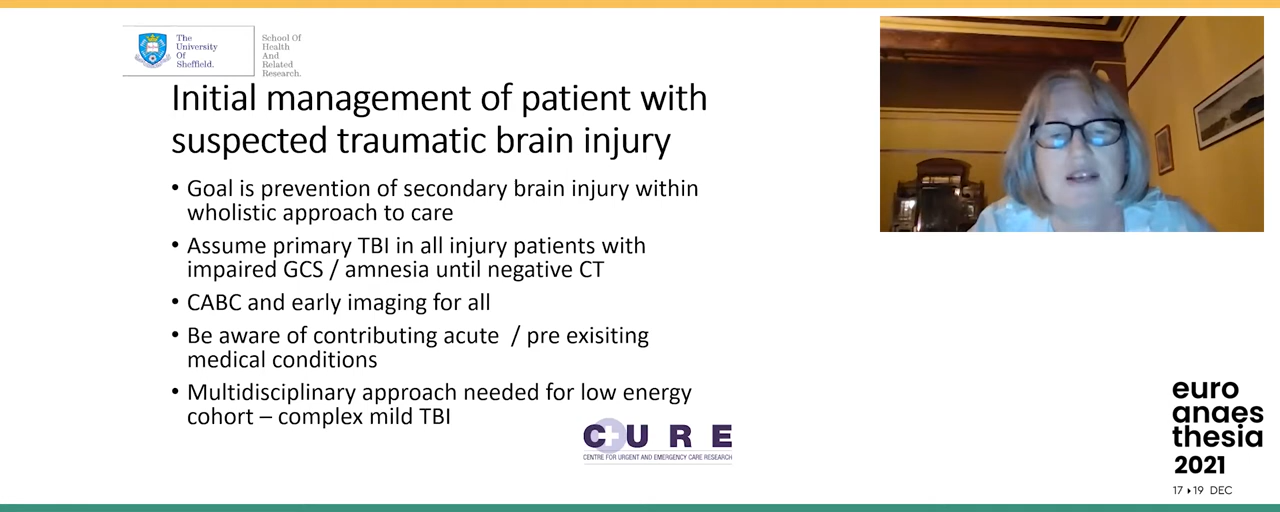 The
University
Of
Sheffield.
School Of
Health
And
Related
Research.
Initial management of patient with
suspected traumatic brain injury
• Goal is prevention of secondary brain injury within
wholistic approach to care
• Assume primary TBI in all injury patients with
impaired GCS / amnesia until negative CT
• CABC and early imaging for all
• Be aware of contributing acute / pre exisiting
medical conditions
• Multidisciplinary approach needed for low energy
cohort – complex mild TBI
CURE
CENTRE FOR URGENT AND EMERGENCY CARE RESEARCH
euro
anaes
thesia
2021
17 ▸ 19 DEC